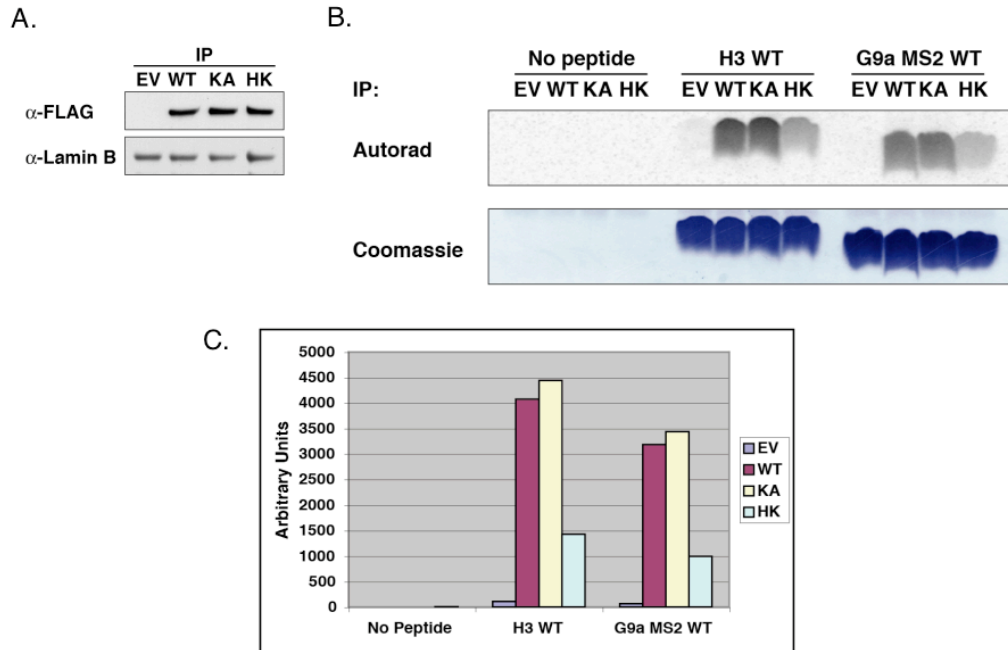 A.
IP
EV WT KA HK
α-FLAG
α-Lamin B
B.
No peptide H3 WT G9a MS2 WT
IP: EV WT KA HK EV WT KA HK EV WT KA HK
Autorad
Coomassie
C.
Arbitrary Units
5000
4500
4000
3500
3000
2500
2000
1500
1000
500
0
No Peptide H3 WT G9a MS2 WT
EV
WT
KA
HK